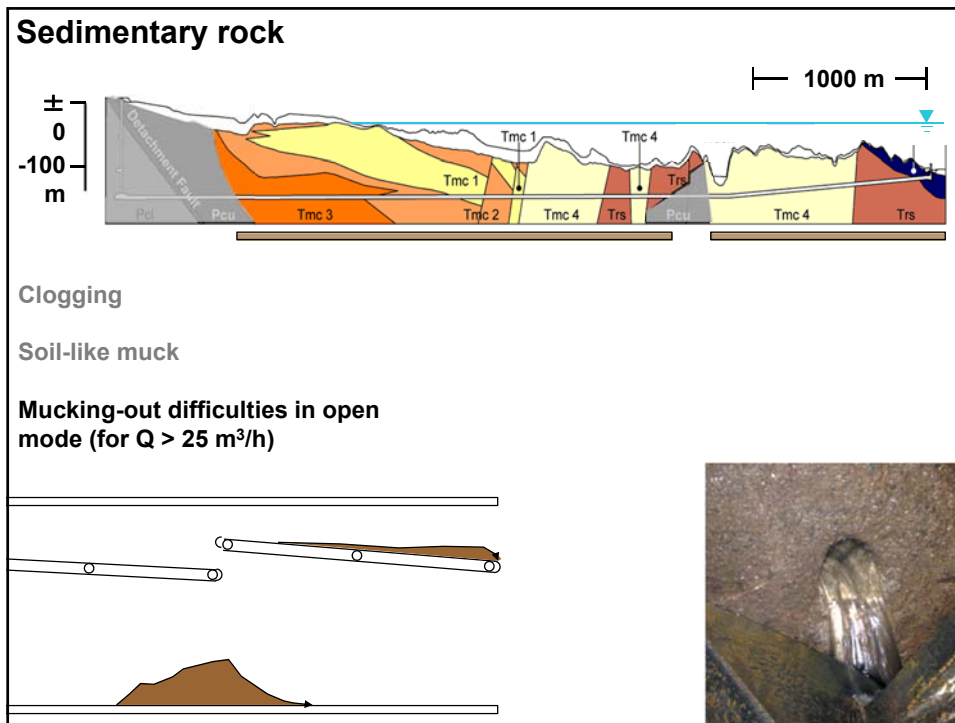 Sedimentary rock
1000 m
±
0
-100
m
Detachment Fault
Tmc 1
Tmc 4
Tmc 1
Trs
Pcl
Pcu
Tmc 3
Tmc 2
Tmc 4
Trs
Pcu
Tmc 4
Trs
Clogging
Soil-like muck
Mucking-out difficulties in open
mode (for Q > 25 m³/h)